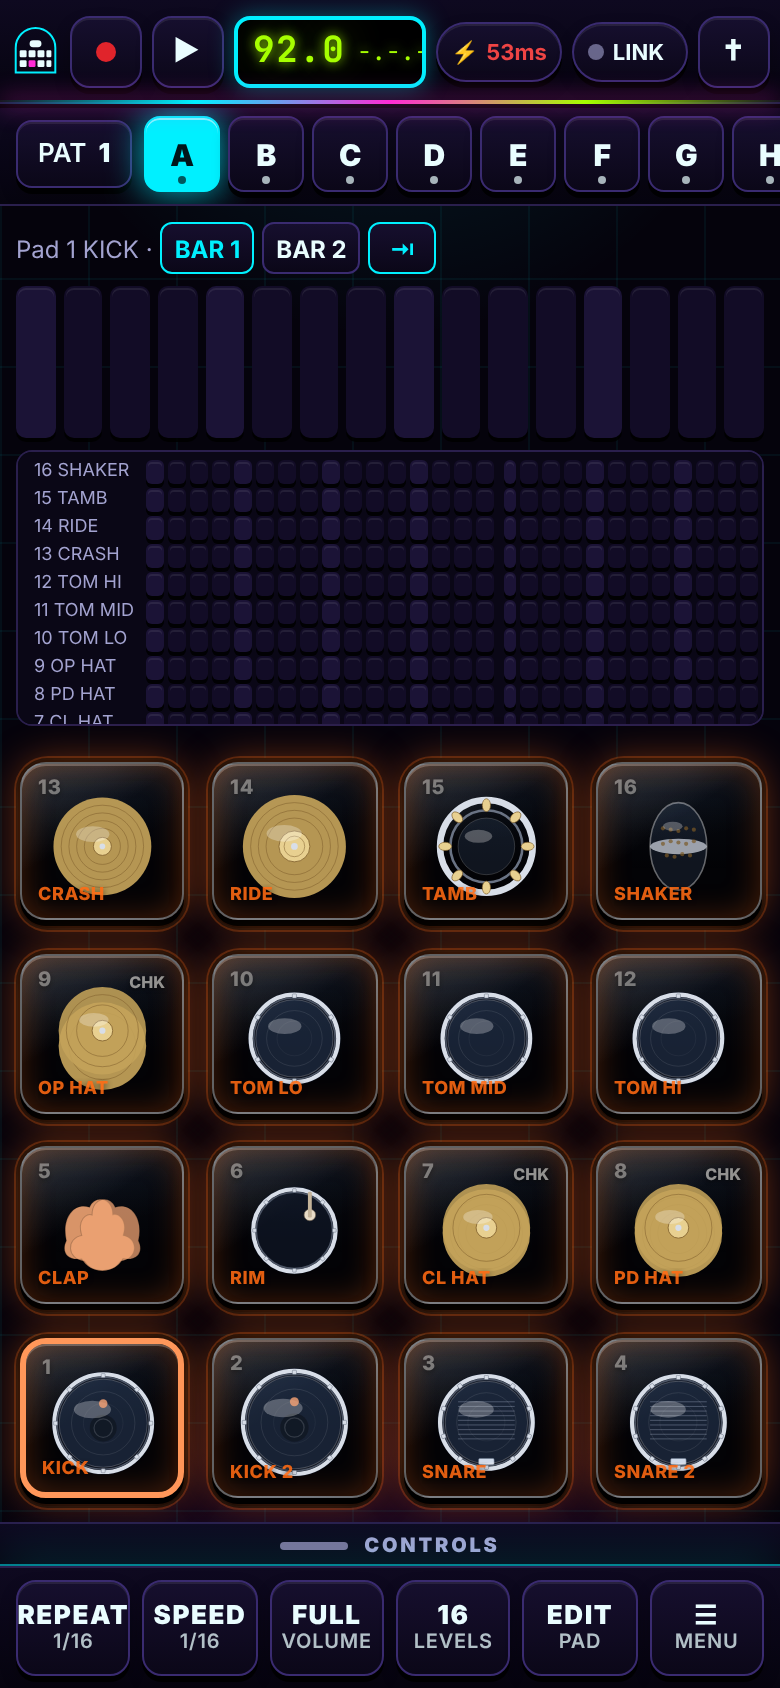 92.0 -.-.-
⚡ 53ms
LINK
PAT 1
A B C D E F G H
Pad 1 KICK · BAR 1 BAR 2
16 SHAKER
15 TAMB
14 RIDE
13 CRASH
12 TOM HI
11 TOM MID
10 TOM LO
9 OP HAT
8 PD HAT
7 CL HAT
13 14 15 16
CRASH RIDE TAMB SHAKER
9 CHK 10 11 12
OP HAT TOM LO TOM MID TOM HI
5 6 7 CHK 8 CHK
CLAP RIM CL HAT PD HAT
1 2 3 4
KICK KICK 2 SNARE SNARE 2
CONTROLS
REPEAT SPEED FULL 16 EDIT ☰
1/16 1/16 VOLUME LEVELS PAD MENU